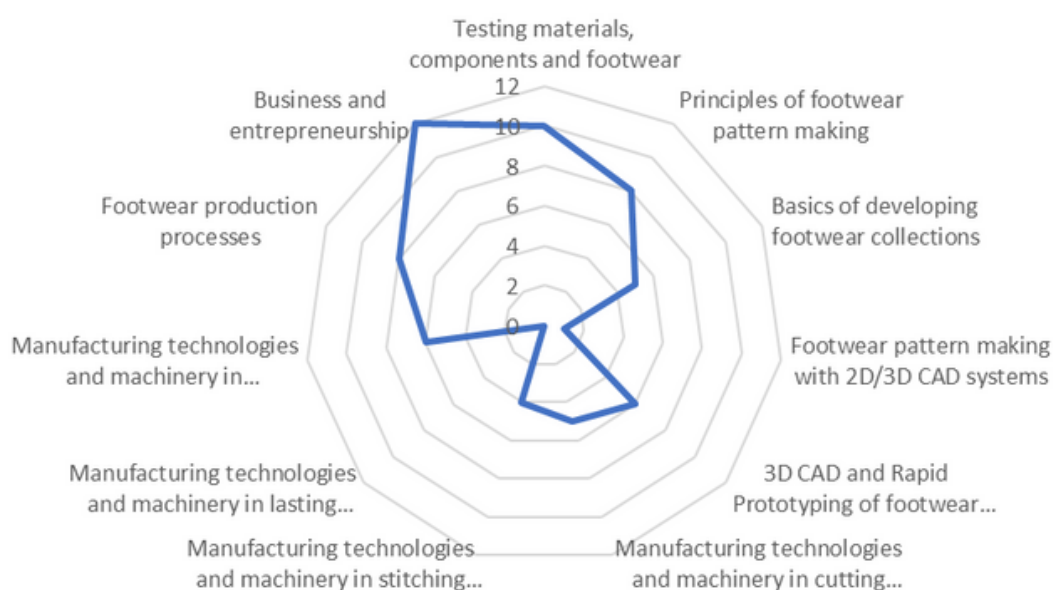 Testing materials,
components and footwear
12
10
8
6
4
2
0
Principles of footwear
pattern making
Basics of developing
footwear collections
Footwear pattern making
with 2D/3D CAD systems
3D CAD and Rapid
Prototyping of footwear...
Manufacturing technologies
and machinery in cutting...
Manufacturing technologies
and machinery in stitching...
Manufacturing technologies
and machinery in lasting...
Manufacturing technologies
and machinery in...
Footwear production
processes
Business and
entrepreneurship